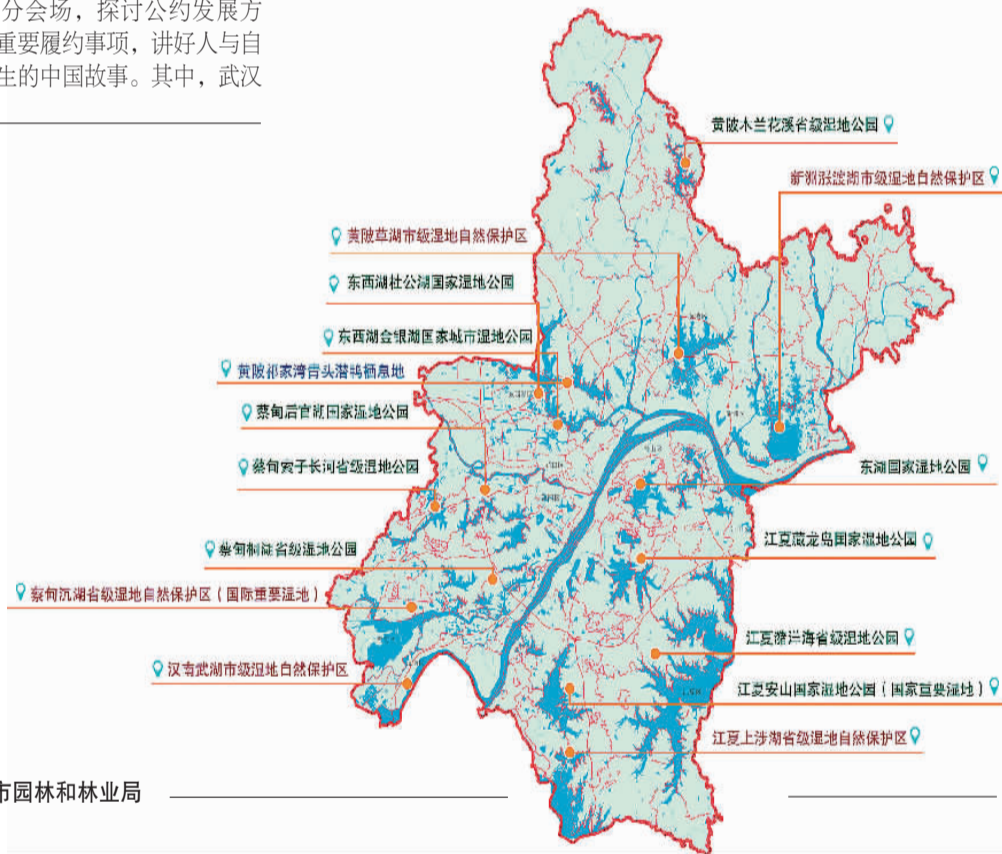 分会场，探讨公约发展方
重要履约事项，讲好人与自
生的中国故事。其中，武汉
黄陂木兰花溪省级湿地公园
新洲涨渡湖市级湿地自然保护区
黄陂草湖市级湿地自然保护区
东西湖杜公湖国家湿地公园
东西湖金银湖国家城市湿地公园
黄陂祁家湾青头潜鸭栖息地
蔡甸后官湖国家湿地公园
蔡甸索子长河省级湿地公园
东湖国家湿地公园
蔡甸桐湖省级湿地公园
江夏藏龙岛国家湿地公园
蔡甸沉湖省级湿地自然保护区（国际重要湿地）
江夏潴洋海省级湿地公园
汉南武湖市级湿地自然保护区
江夏安山国家湿地公园（国家重要湿地）
江夏上涉湖省级湿地自然保护区
市园林和林业局